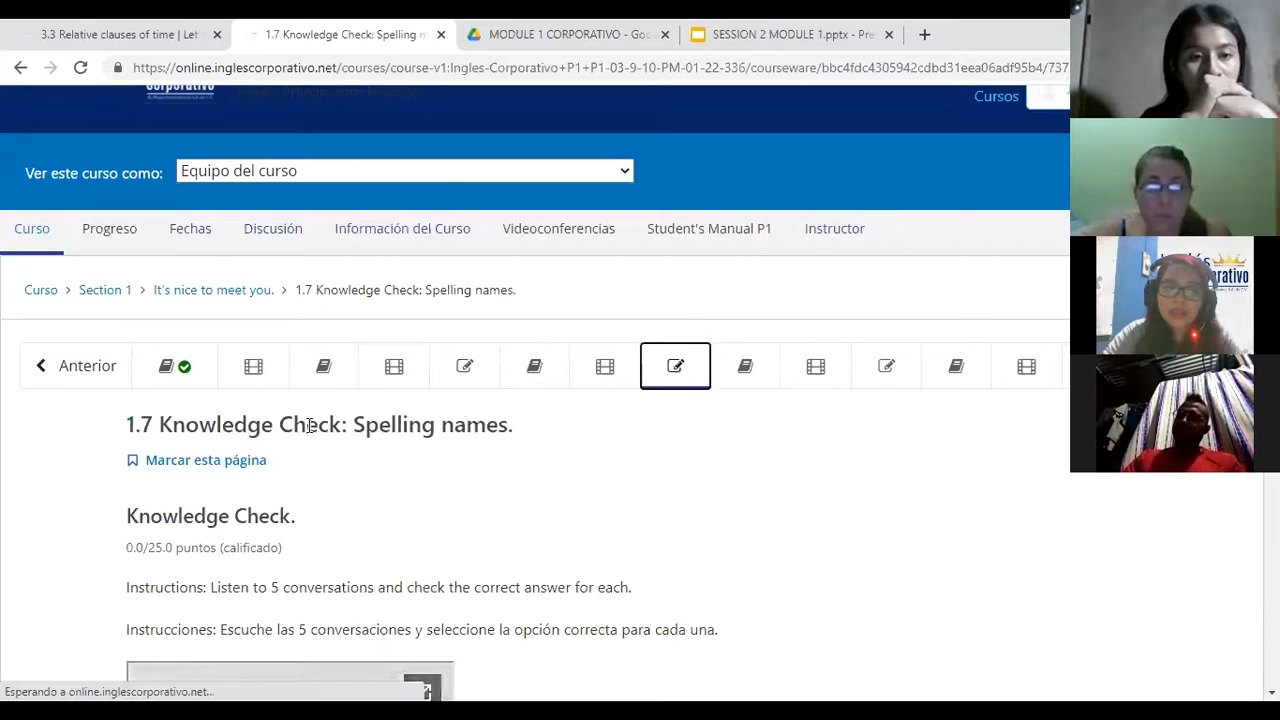 3.3 Relative clauses of time | Let
1.7 Knowledge Check: Spelling n
MODULE 1 CORPORATIVO - Goo
SESSION 2 MODULE 1.pptx - Pre
https://online.inglescorporativo.net/courses/course-v1:Ingles-Corporativo+P1+P1-03-9-10-PM-01-22-336/courseware/bbc4fdc4305942cdbd31eea06adf95b4/737
Cursos
Ver este curso como:
Equipo del curso
Curso
Progreso
Fechas
Discusión
Información del Curso
Videoconferencias
Student's Manual P1
Instructor
Curso > Section 1 > It's nice to meet you. > 1.7 Knowledge Check: Spelling names.
Anterior
1.7 Knowledge Check: Spelling names.
Marcar esta página
Knowledge Check.
0.0/25.0 puntos (calificado)
Instructions: Listen to 5 conversations and check the correct answer for each.
Instrucciones: Escuche las 5 conversaciones y seleccione la opción correcta para cada una.
Esperando a online.inglescorporativo.net...